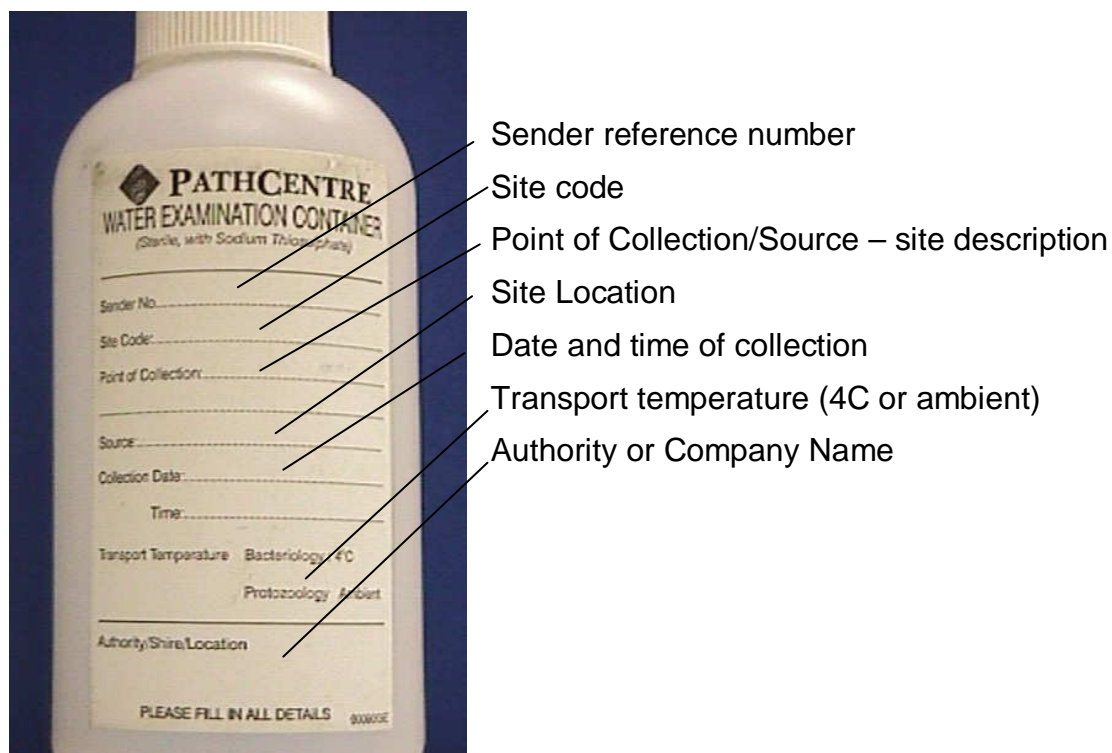 PATHCENTRE
WATER EXAMINATION CONTAINER
(Sterile, with Sodium Thiosulphate)
Sender No.
Site Code:
Point of Collection:
Source:
Collection Date:
Time:
Transport Temperature Bacteriology: 4°C
Protozoology Ambient
Authority/Shire/Location
PLEASE FILL IN ALL DETAILS
Sender reference number
Site code
Point of Collection/Source – site description
Site Location
Date and time of collection
Transport temperature (4C or ambient)
Authority or Company Name